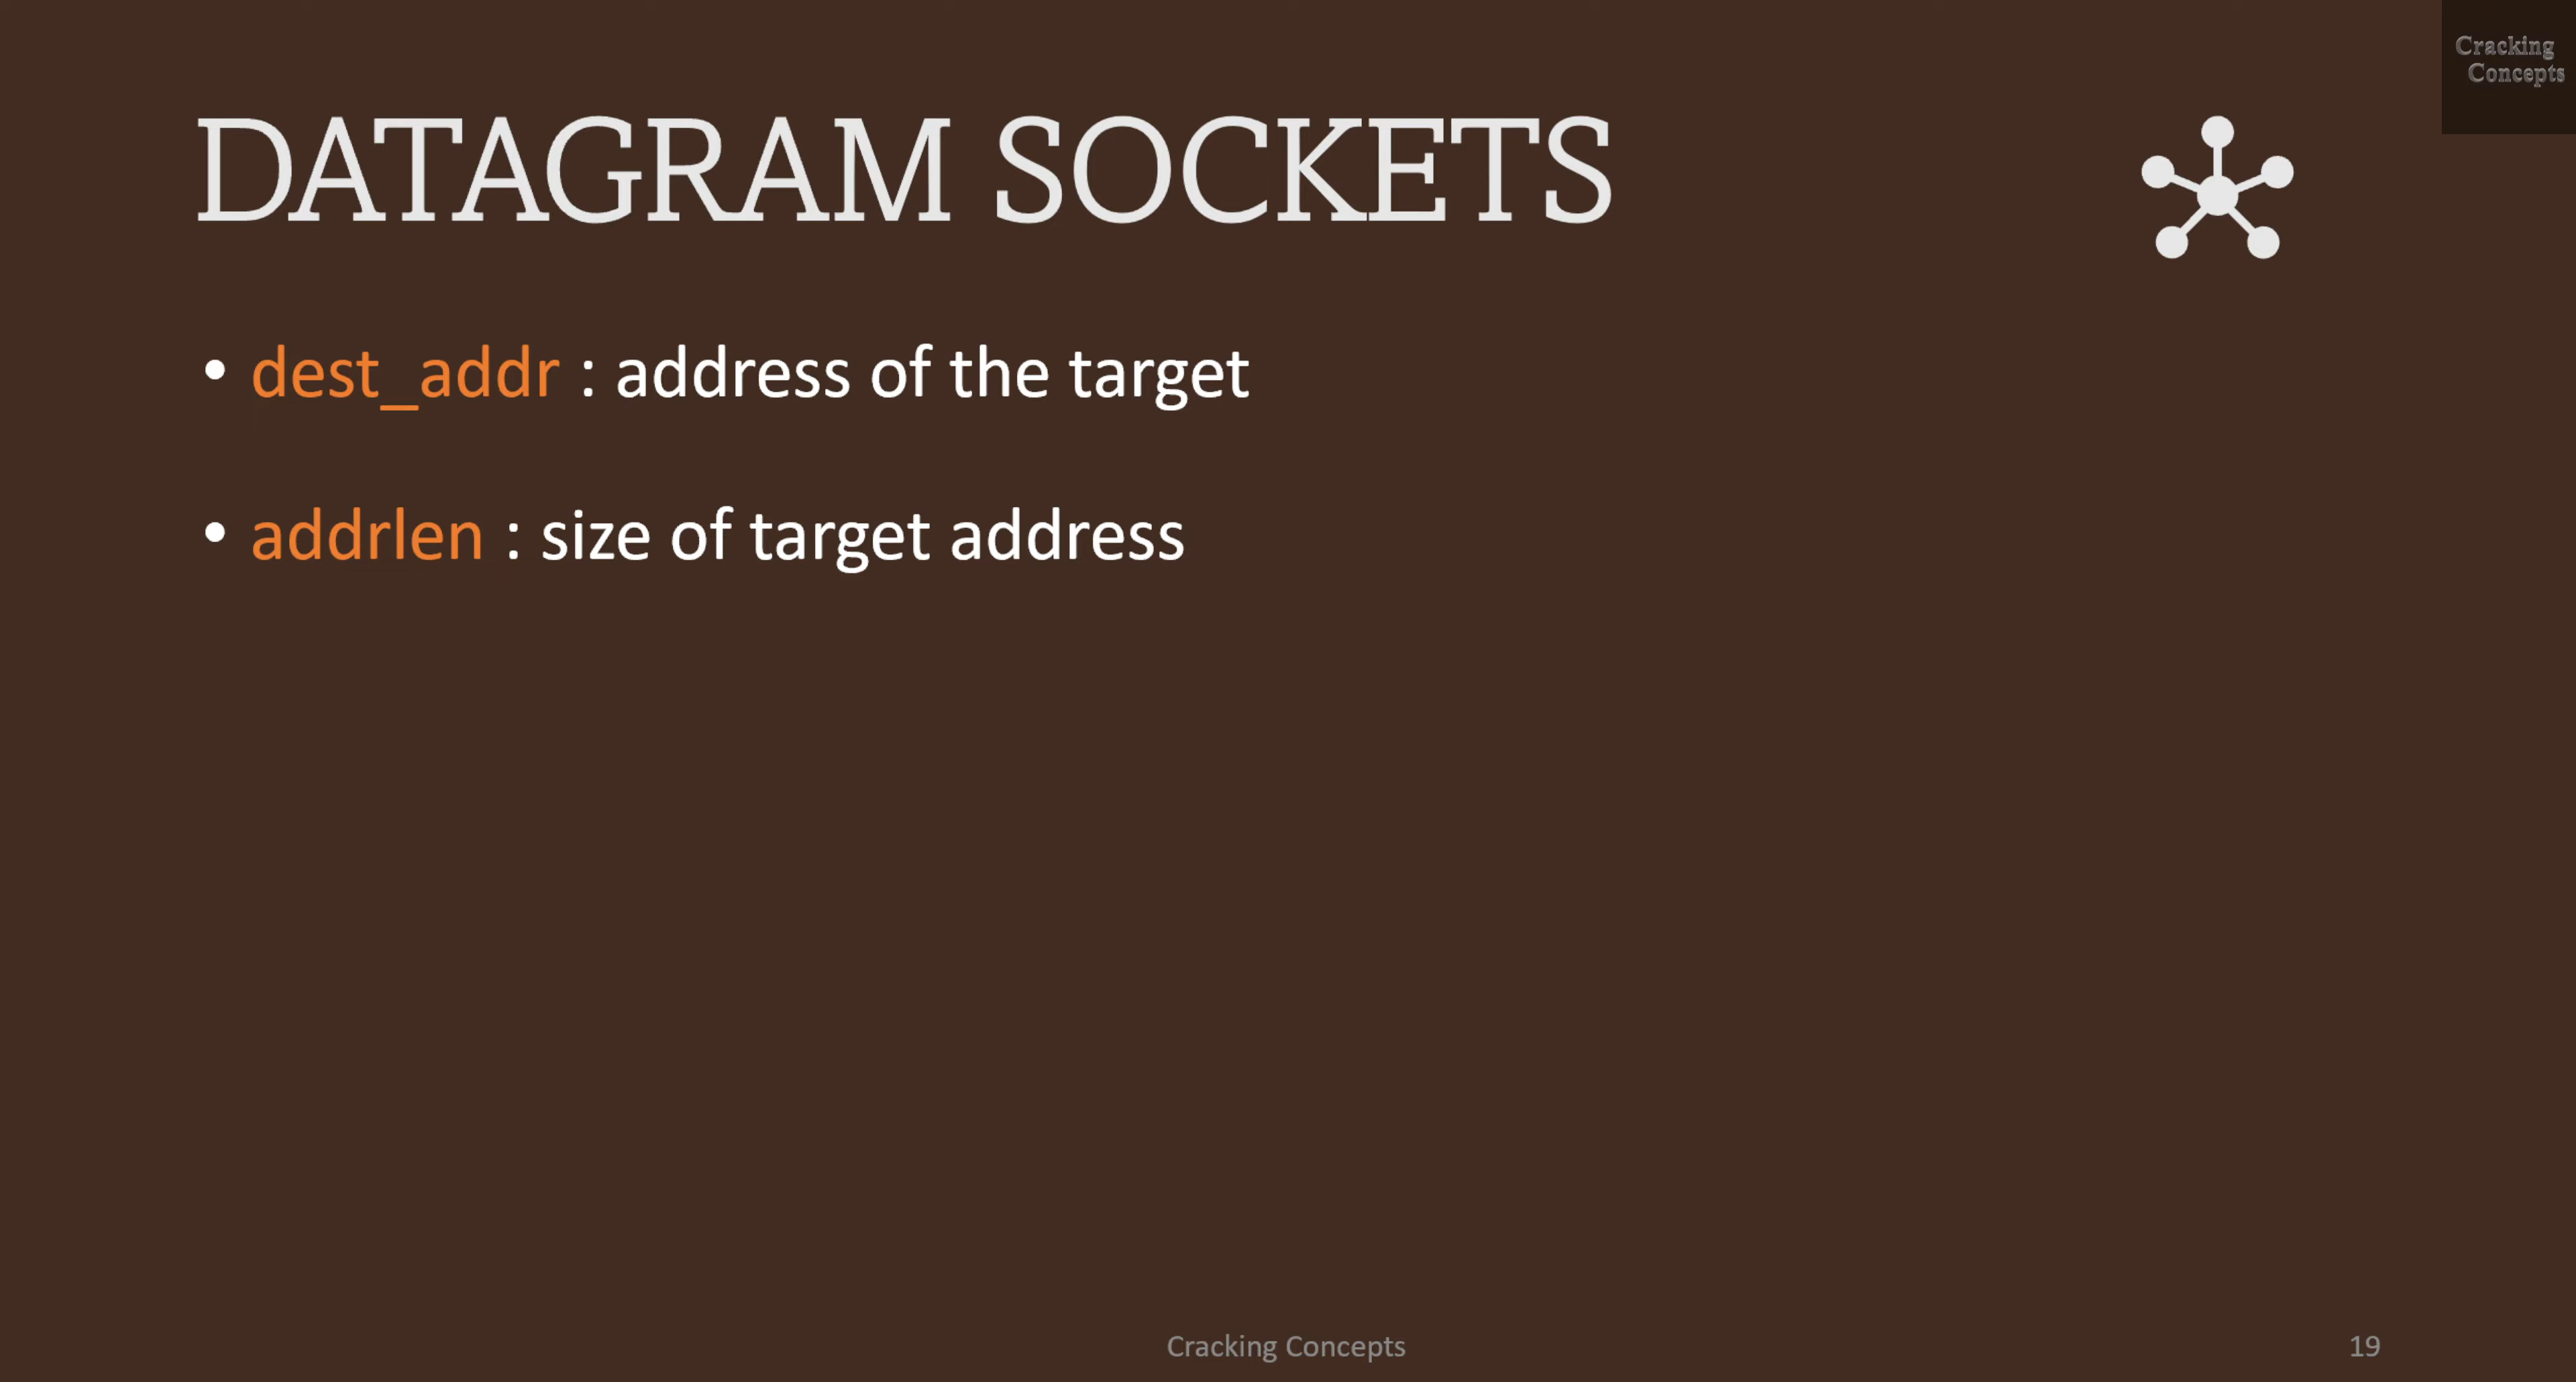 Cracking
Concepts
DATAGRAM SOCKETS
• dest_addr : address of the target
• addrlen : size of target address
Cracking Concepts
19